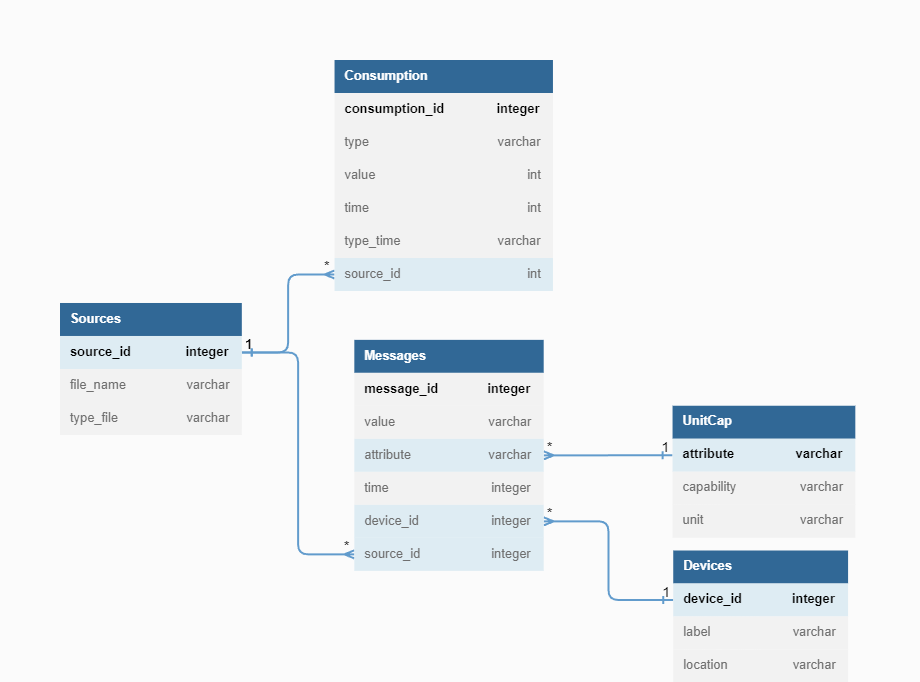 Consumption
consumption_id integer
type varchar
value int
time int
type_time varchar
* source_id int
Sources
source_id integer 1
file_name varchar
type_file varchar
Messages
message_id integer
value varchar
attribute varchar *
time integer
device_id integer *
* source_id integer
UnitCap
1 attribute varchar
capability varchar
unit varchar
Devices
1 device_id integer
label varchar
location varchar